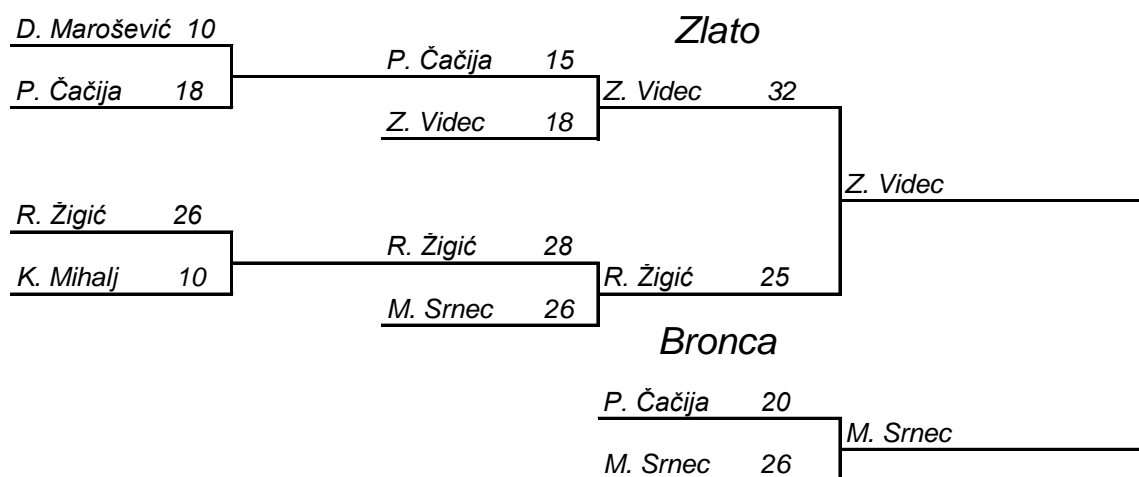 D. Marošević 10
P. Čačija 18
P. Čačija 15
Z. Videc 18
Zlato
Z. Videc 32
Z. Videc
R. Žigić 26
K. Mihalj 10
R. Žigić 28
M. Srnec 26
R. Žigić 25
Bronca
P. Čačija 20
M. Srnec 26
M. Srnec